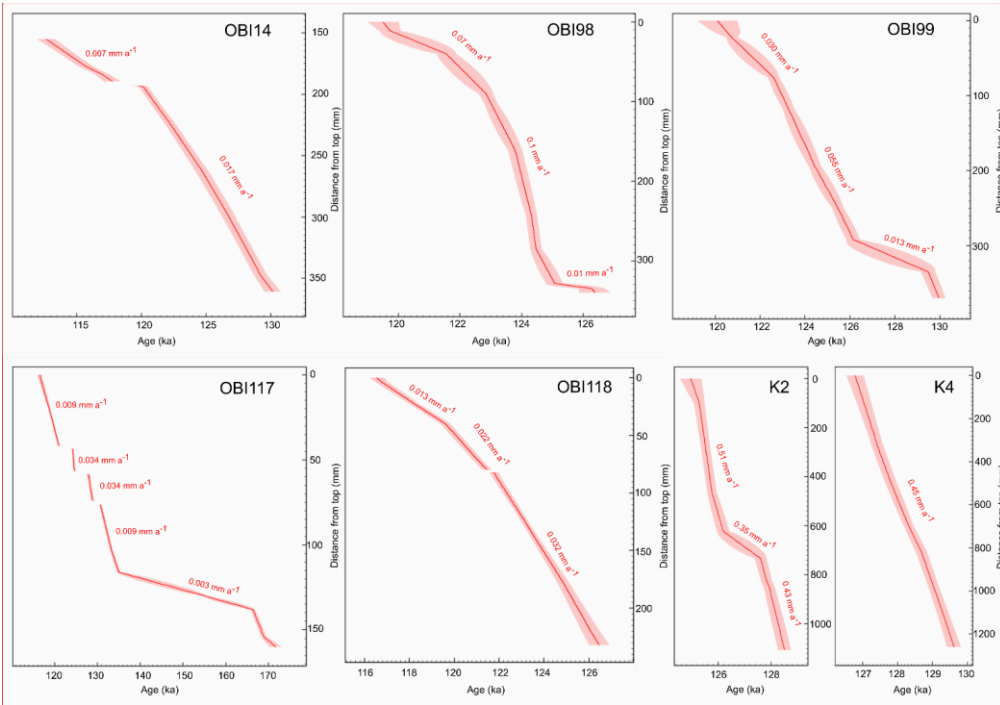 OBI14
150
200
250
300
350
0.007 mm a⁻¹
0.017 mm a⁻¹
115 120 125 130
Age (ka)
Distance from top (mm)
OBI98
0
100
200
300
0.07 mm a⁻¹
0.1 mm a⁻¹
0.01 mm a⁻¹
120 122 124 126
Age (ka)
Distance from top (mm)
OBI99
0
100
200
300
0.030 mm a⁻¹
0.055 mm a⁻¹
0.013 mm a⁻¹
120 122 124 126 128 130
Age (ka)
Distance from top (mm)
OBI117
0
50
100
150
0.009 mm a⁻¹
0.034 mm a⁻¹
0.034 mm a⁻¹
0.009 mm a⁻¹
0.003 mm a⁻¹
120 130 140 150 160 170
Age (ka)
Distance from top (mm)
OBI118
0
50
100
150
200
0.013 mm a⁻¹
0.022 mm a⁻¹
0.032 mm a⁻¹
116 118 120 122 124 126
Age (ka)
Distance from top (mm)
K2
0
200
400
600
800
1000
0.51 mm a⁻¹
0.35 mm a⁻¹
0.43 mm a⁻¹
126 128
Age (ka)
K4
0
200
400
600
800
1000
1200
0.45 mm a⁻¹
127 128 129 130
Age (ka)
Distance from top (mm)